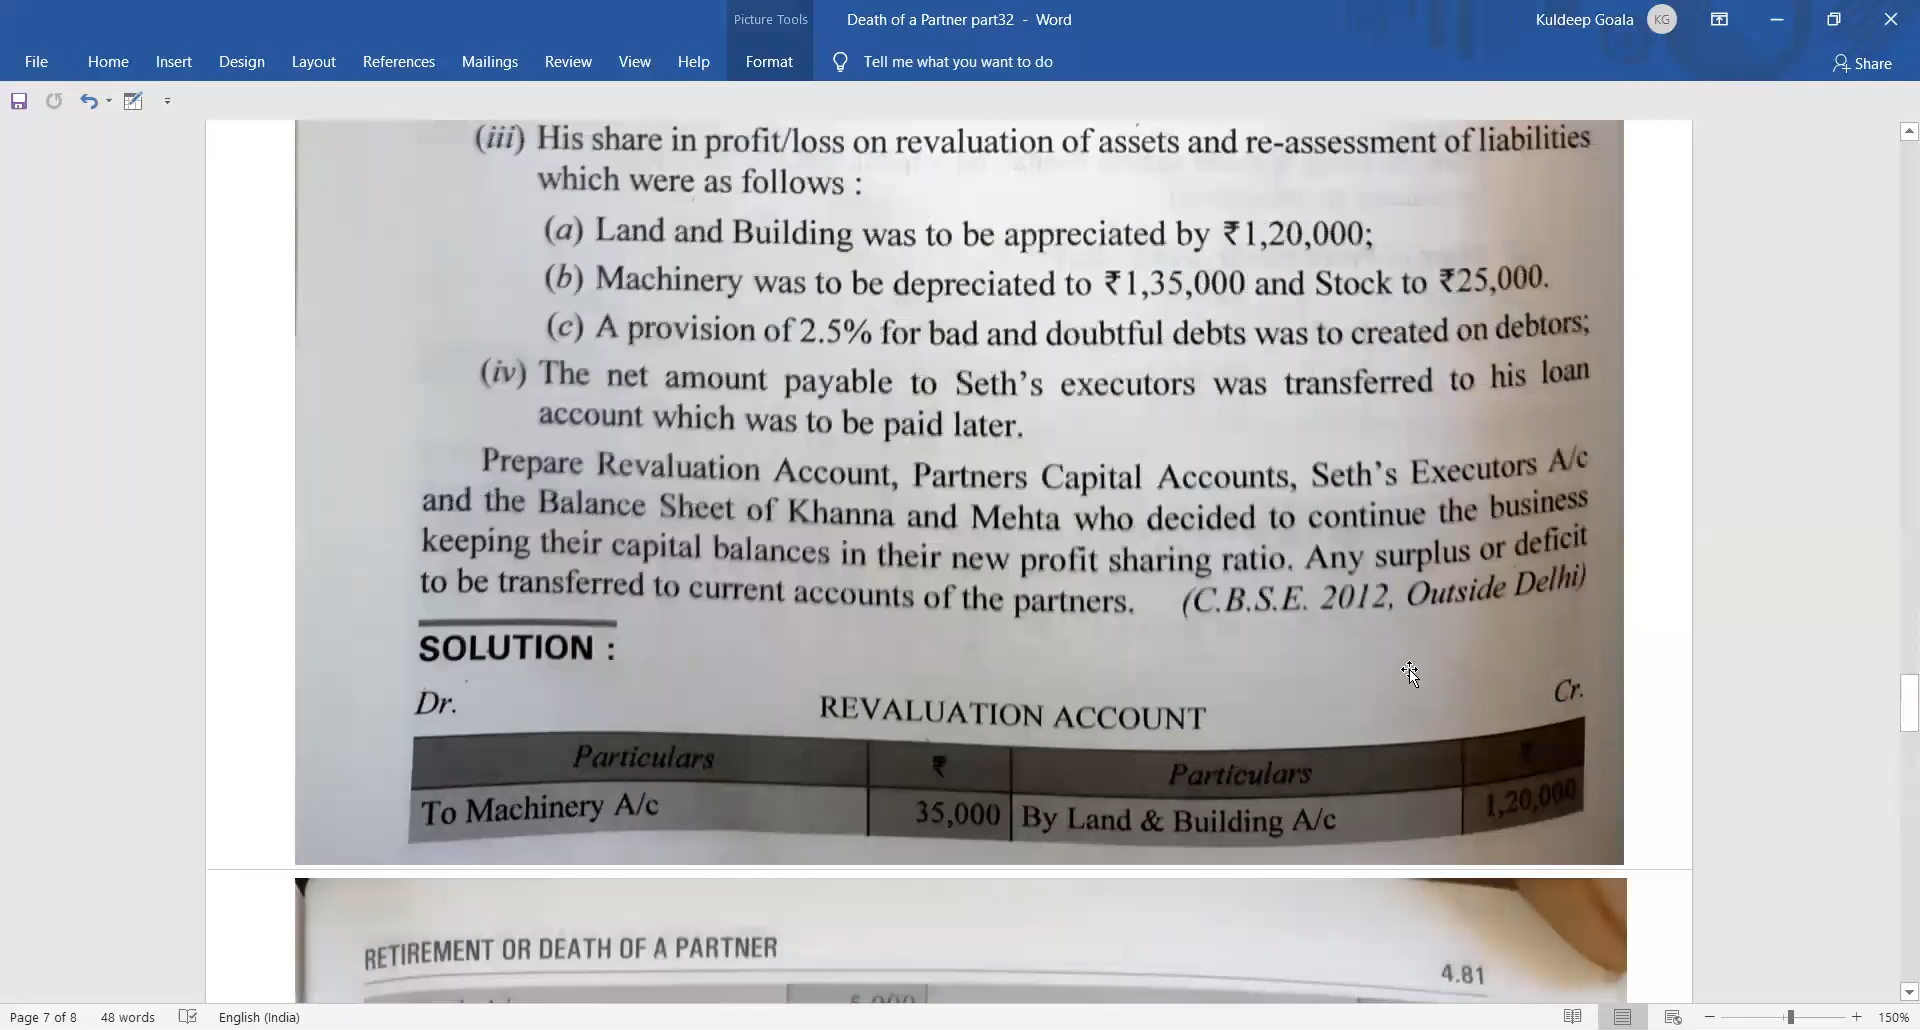 Picture Tools
Death of a Partner part32 - Word
Kuldeep Goala
KG
File Home Insert Design Layout References Mailings Review View Help Format Tell me what you want to do
Share
(iii) His share in profit/loss on revaluation of assets and re-assessment of liabilities
which were as follows :
(a) Land and Building was to be appreciated by ₹1,20,000;
(b) Machinery was to be depreciated to ₹1,35,000 and Stock to ₹25,000.
(c) A provision of 2.5% for bad and doubtful debts was to created on debtors;
(iv) The net amount payable to Seth's executors was transferred to his loan
account which was to be paid later.
Prepare Revaluation Account, Partners Capital Accounts, Seth's Executors A/c
and the Balance Sheet of Khanna and Mehta who decided to continue the business
keeping their capital balances in their new profit sharing ratio. Any surplus or deficit
to be transferred to current accounts of the partners. (C.B.S.E. 2012, Outside Delhi)
SOLUTION :
Dr. REVALUATION ACCOUNT Cr.
Particulars ₹ Particulars ₹
To Machinery A/c 35,000 By Land & Building A/c 1,20,000
RETIREMENT OR DEATH OF A PARTNER
4.81
Page 7 of 8 48 words English (India)
150%